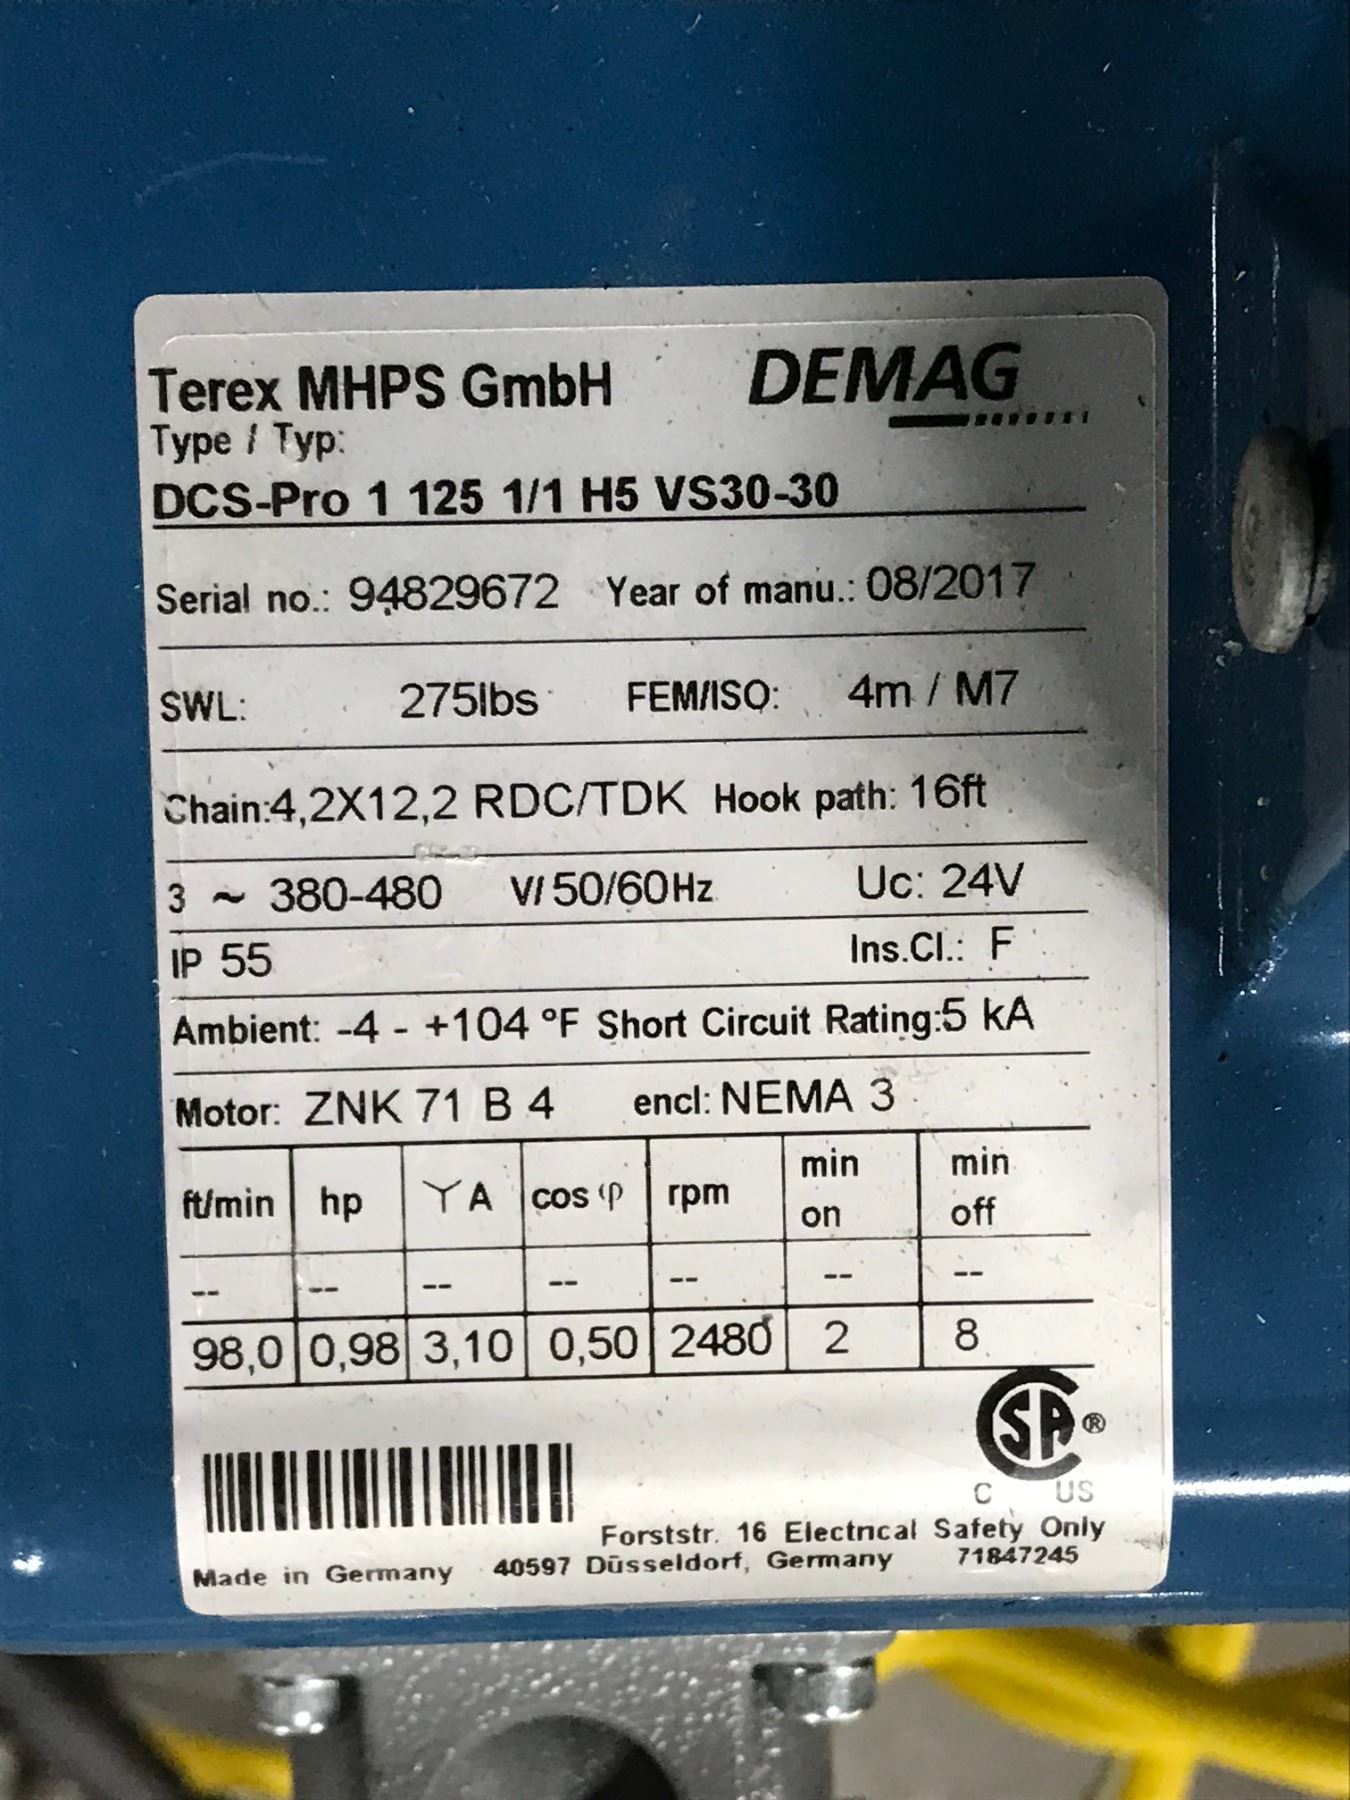 Terex MHPS GmbH DEMAG
Type / Typ:
DCS-Pro 1 125 1/1 H5 VS30-30
Serial no.: 94829672 Year of manu.: 08/2017
SWL: 275lbs FEM/ISO: 4m / M7
Chain:4,2X12,2 RDC/TDK Hook path: 16ft
3 ~ 380-480 V/ 50/60Hz Uc: 24V
IP 55 Ins.Cl.: F
Ambient: -4 - +104 °F Short Circuit Rating:5 kA
Motor: ZNK 71 B 4 encl: NEMA 3
ft/min hp Y A cos φ rpm min on min off
-- -- -- -- -- -- --
98,0 0,98 3,10 0,50 2480 2 8
CSA ®
C US
Forststr. 16 Electrical Safety Only
Made in Germany 40597 Düsseldorf, Germany 71847245